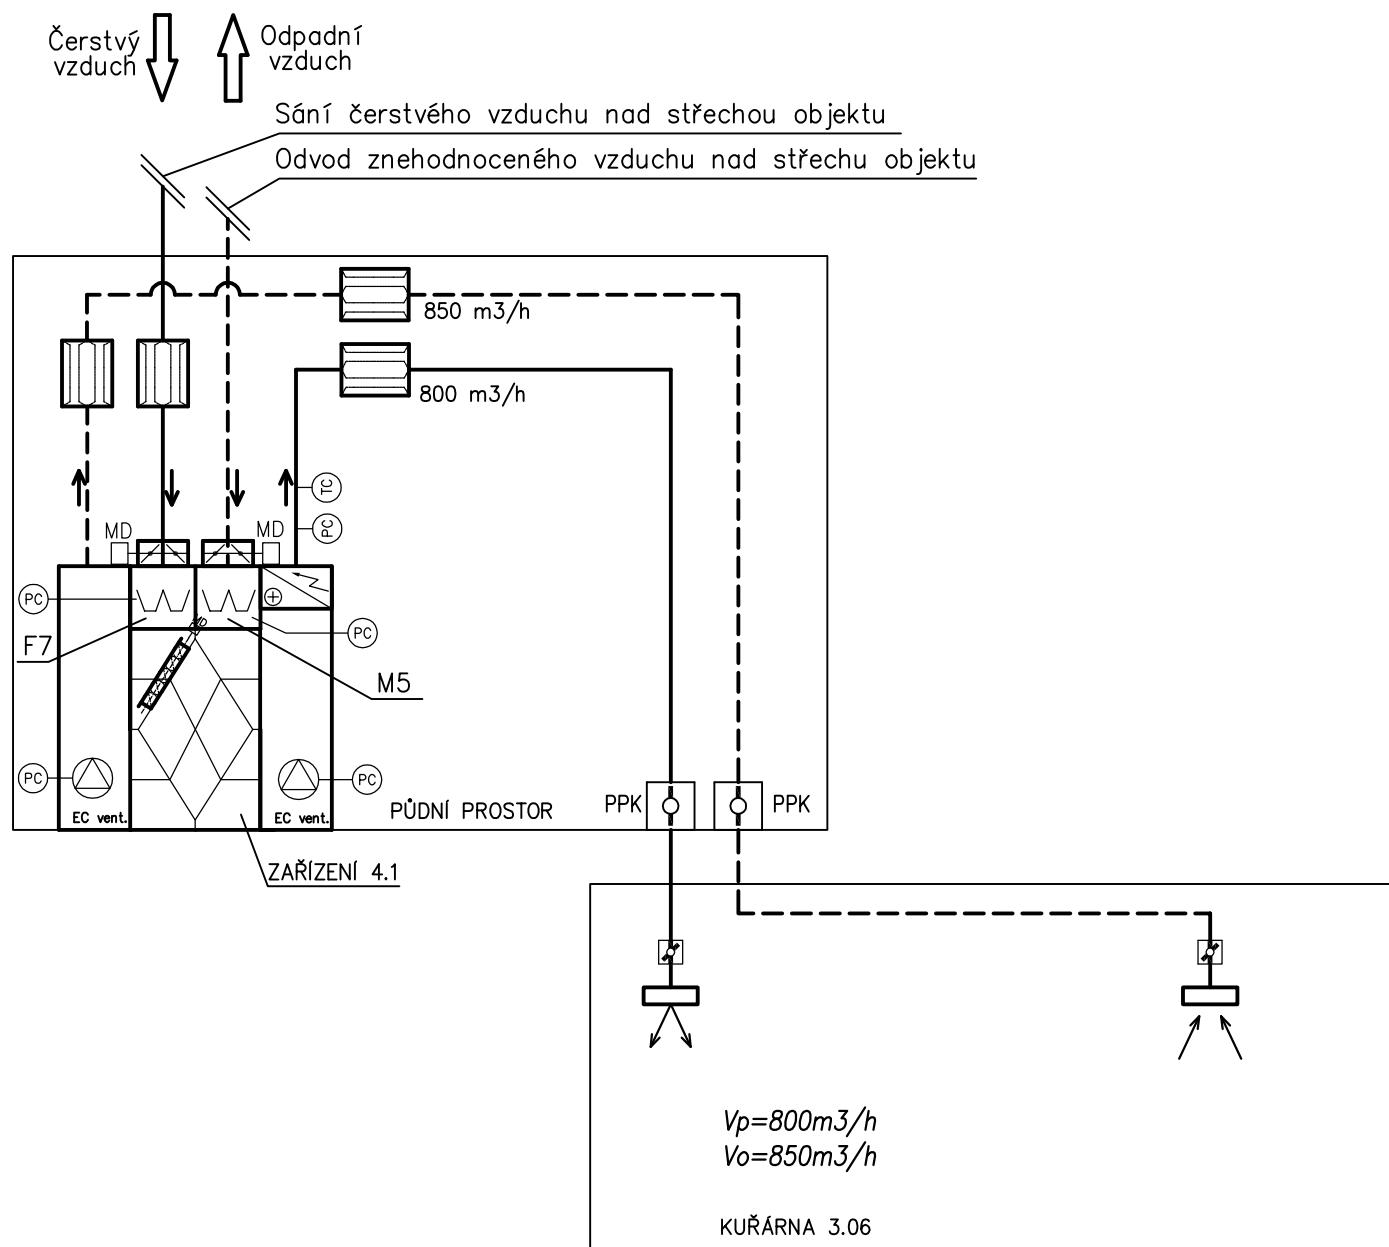 Čerstvý
vzduch
Odpadní
vzduch
Sání čerstvého vzduchu nad střechou objektu
Odvod znehodnoceného vzduchu nad střechu objektu
850 m3/h
800 m3/h
TC
PC
MD
MD
PC
PC
F7
M5
PC
PC
EC vent.
EC vent.
PŮDNÍ PROSTOR
PPK
PPK
ZAŘÍZENÍ 4.1
Vp=800m3/h
Vo=850m3/h
KUŘÁRNA 3.06